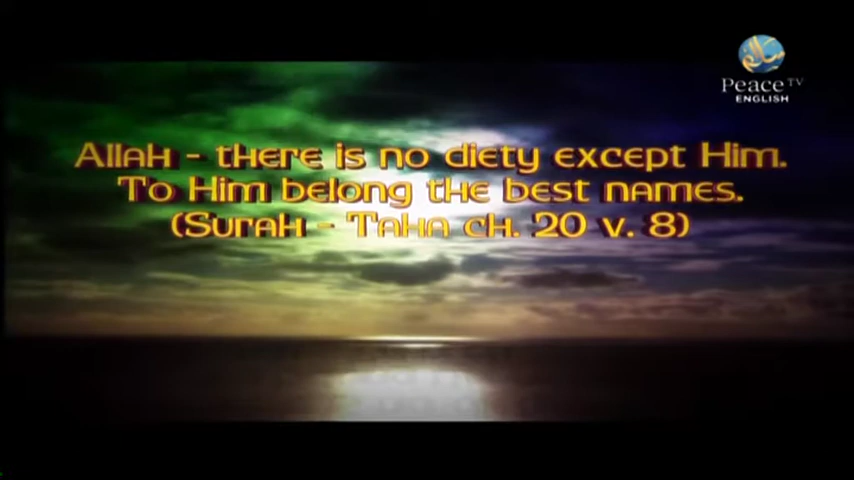 سلام
Peace TV
ENGLISH
Allah - there is no diety except Him.
To Him belong the best names.
(Surah - Taha ch. 20 v. 8)